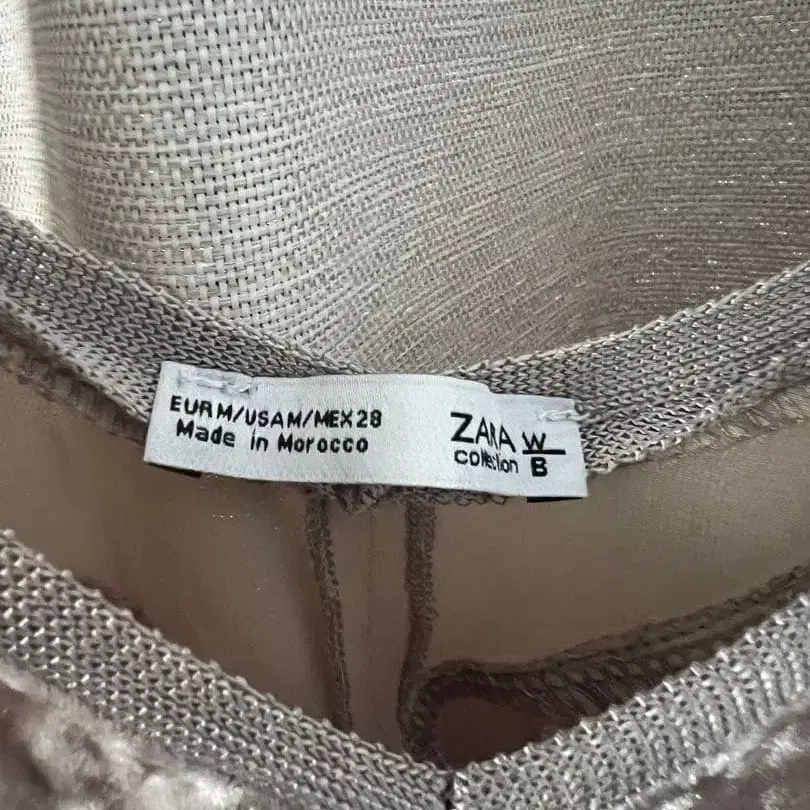 EUR M/USA M/MEX 28
Made in Morocco
ZARA W/B
collection